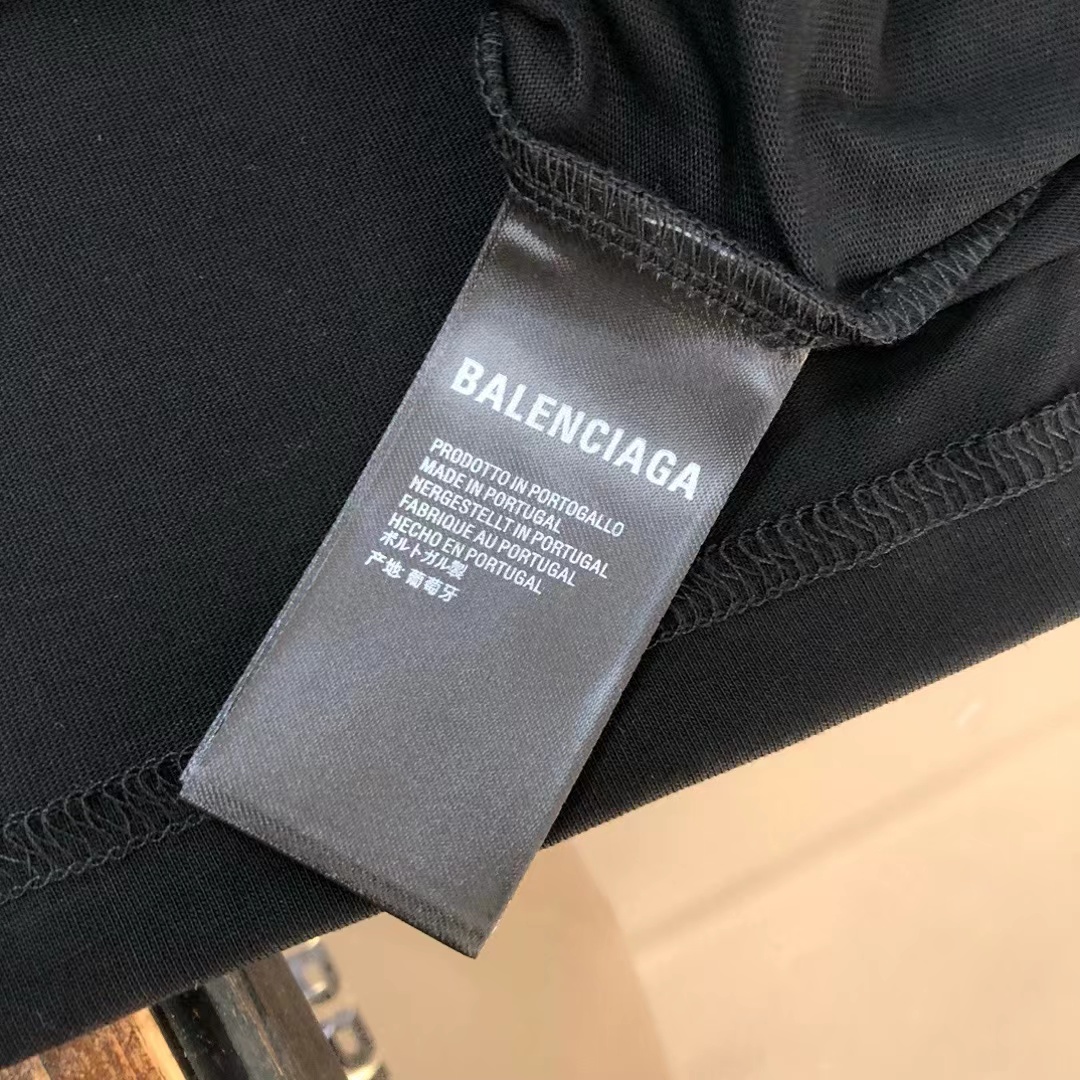 BALENCIAGA
PRODOTTO IN PORTOGALLO
MADE IN PORTUGAL
HERGESTELLT IN PORTUGAL
FABRIQUE AU PORTUGAL
HECHO EN PORTUGAL
ポルトガル製
产地: 葡萄牙